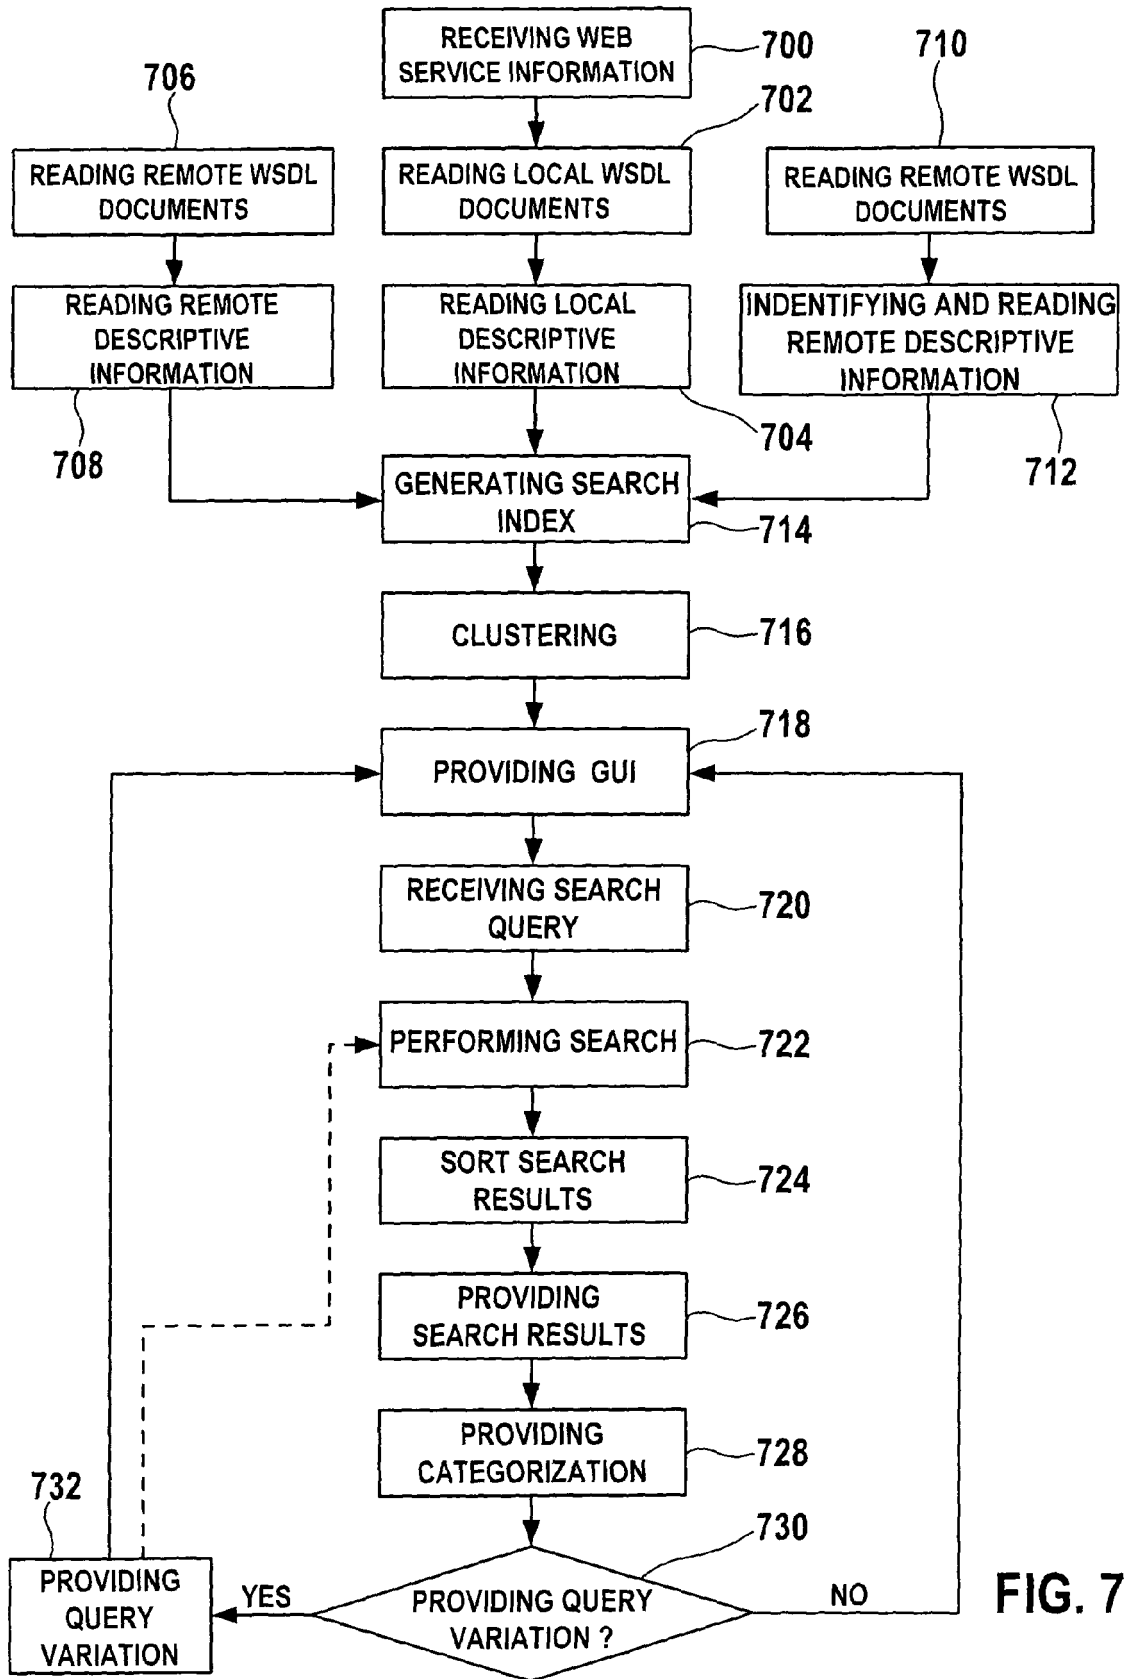 RECEIVING WEB
SERVICE INFORMATION
700
710
706
702
READING REMOTE WSDL
DOCUMENTS
READING LOCAL WSDL
DOCUMENTS
READING REMOTE WSDL
DOCUMENTS
READING REMOTE
DESCRIPTIVE
INFORMATION
READING LOCAL
DESCRIPTIVE
INFORMATION
INDENTIFYING AND READING
REMOTE DESCRIPTIVE
INFORMATION
708
704
712
GENERATING SEARCH
INDEX
714
CLUSTERING
716
718
PROVIDING GUI
RECEIVING SEARCH
QUERY
720
PERFORMING SEARCH
722
SORT SEARCH
RESULTS
724
PROVIDING
SEARCH RESULTS
726
PROVIDING
CATEGORIZATION
728
732
730
PROVIDING
QUERY
VARIATION
YES
PROVIDING QUERY
VARIATION ?
NO
FIG. 7